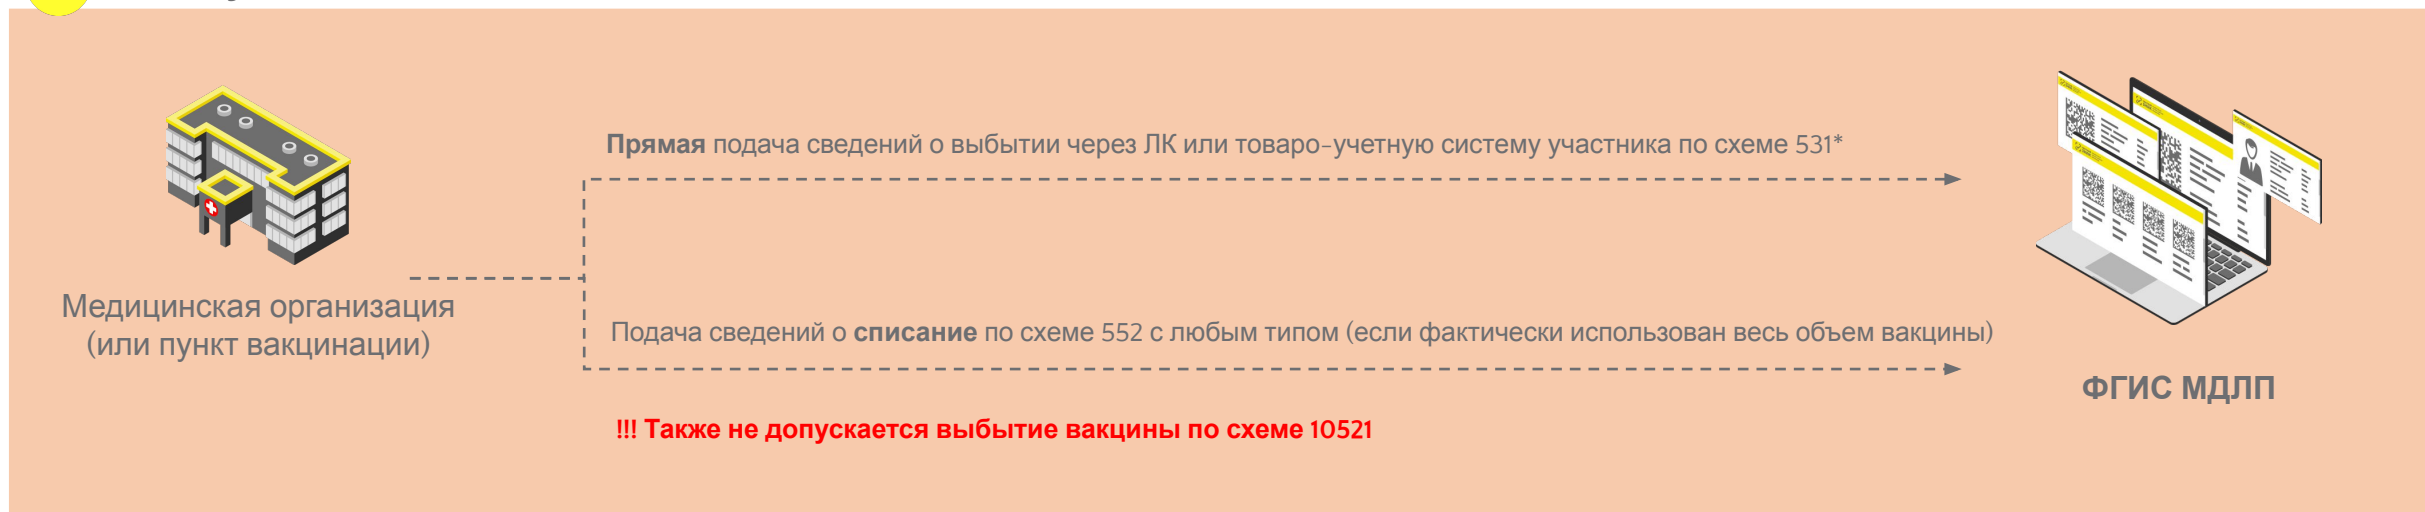 Прямая подача сведений о выбытии через ЛК или товаро-учетную систему участника по схеме 531*
Медицинская организация
(или пункт вакцинации)
Подача сведений о списание по схеме 552 с любым типом (если фактически использован весь объем вакцины)
ФГИС МДЛП
!!! Также не допускается выбытие вакцины по схеме 10521